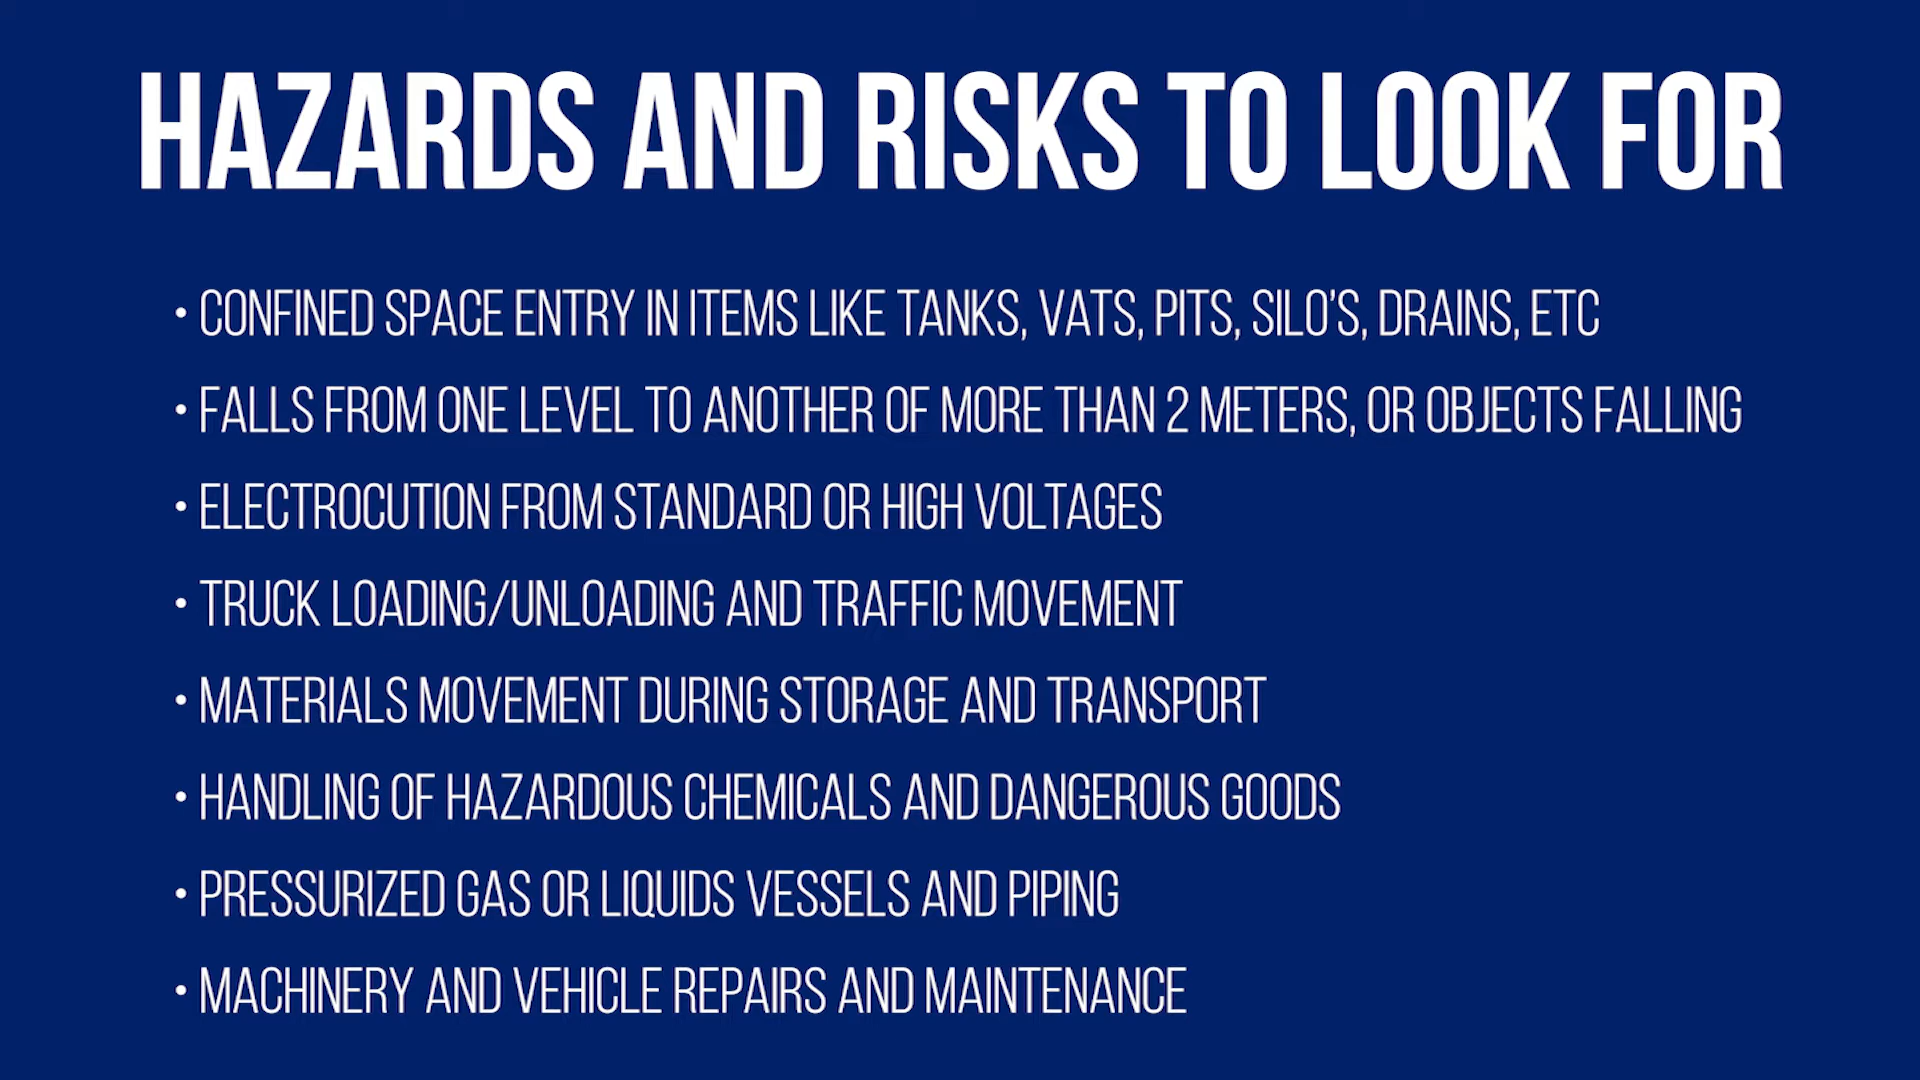 HAZARDS AND RISKS TO LOOK FOR
• CONFINED SPACE ENTRY IN ITEMS LIKE TANKS, VATS, PITS, SILO'S, DRAINS, ETC
• FALLS FROM ONE LEVEL TO ANOTHER OF MORE THAN 2 METERS, OR OBJECTS FALLING
• ELECTROCUTION FROM STANDARD OR HIGH VOLTAGES
• TRUCK LOADING/UNLOADING AND TRAFFIC MOVEMENT
• MATERIALS MOVEMENT DURING STORAGE AND TRANSPORT
• HANDLING OF HAZARDOUS CHEMICALS AND DANGEROUS GOODS
• PRESSURIZED GAS OR LIQUIDS VESSELS AND PIPING
• MACHINERY AND VEHICLE REPAIRS AND MAINTENANCE